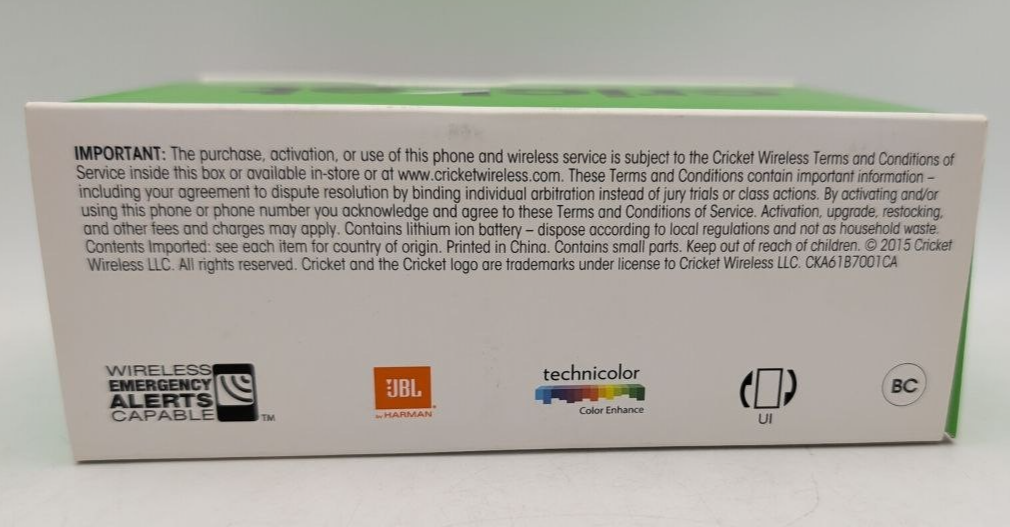 IMPORTANT: The purchase, activation, or use of this phone and wireless service is subject to the Cricket Wireless Terms and Conditions of
Service inside this box or available in-store or at www.cricketwireless.com. These Terms and Conditions contain important information –
including your agreement to dispute resolution by binding individual arbitration instead of jury trials or class actions. By activating and/or
using this phone or phone number you acknowledge and agree to these Terms and Conditions of Service. Activation, upgrade, restocking,
and other fees and charges may apply. Contains lithium ion battery – dispose according to local regulations and not as household waste.
Contents Imported: see each item for country of origin. Printed in China. Contains small parts. Keep out of reach of children. © 2015 Cricket
Wireless LLC. All rights reserved. Cricket and the Cricket logo are trademarks under license to Cricket Wireless LLC. CKA61B7001CA
WIRELESS
EMERGENCY
ALERTS
CAPABLE TM
JBL
by HARMAN
technicolor
Color Enhance
UI
BC